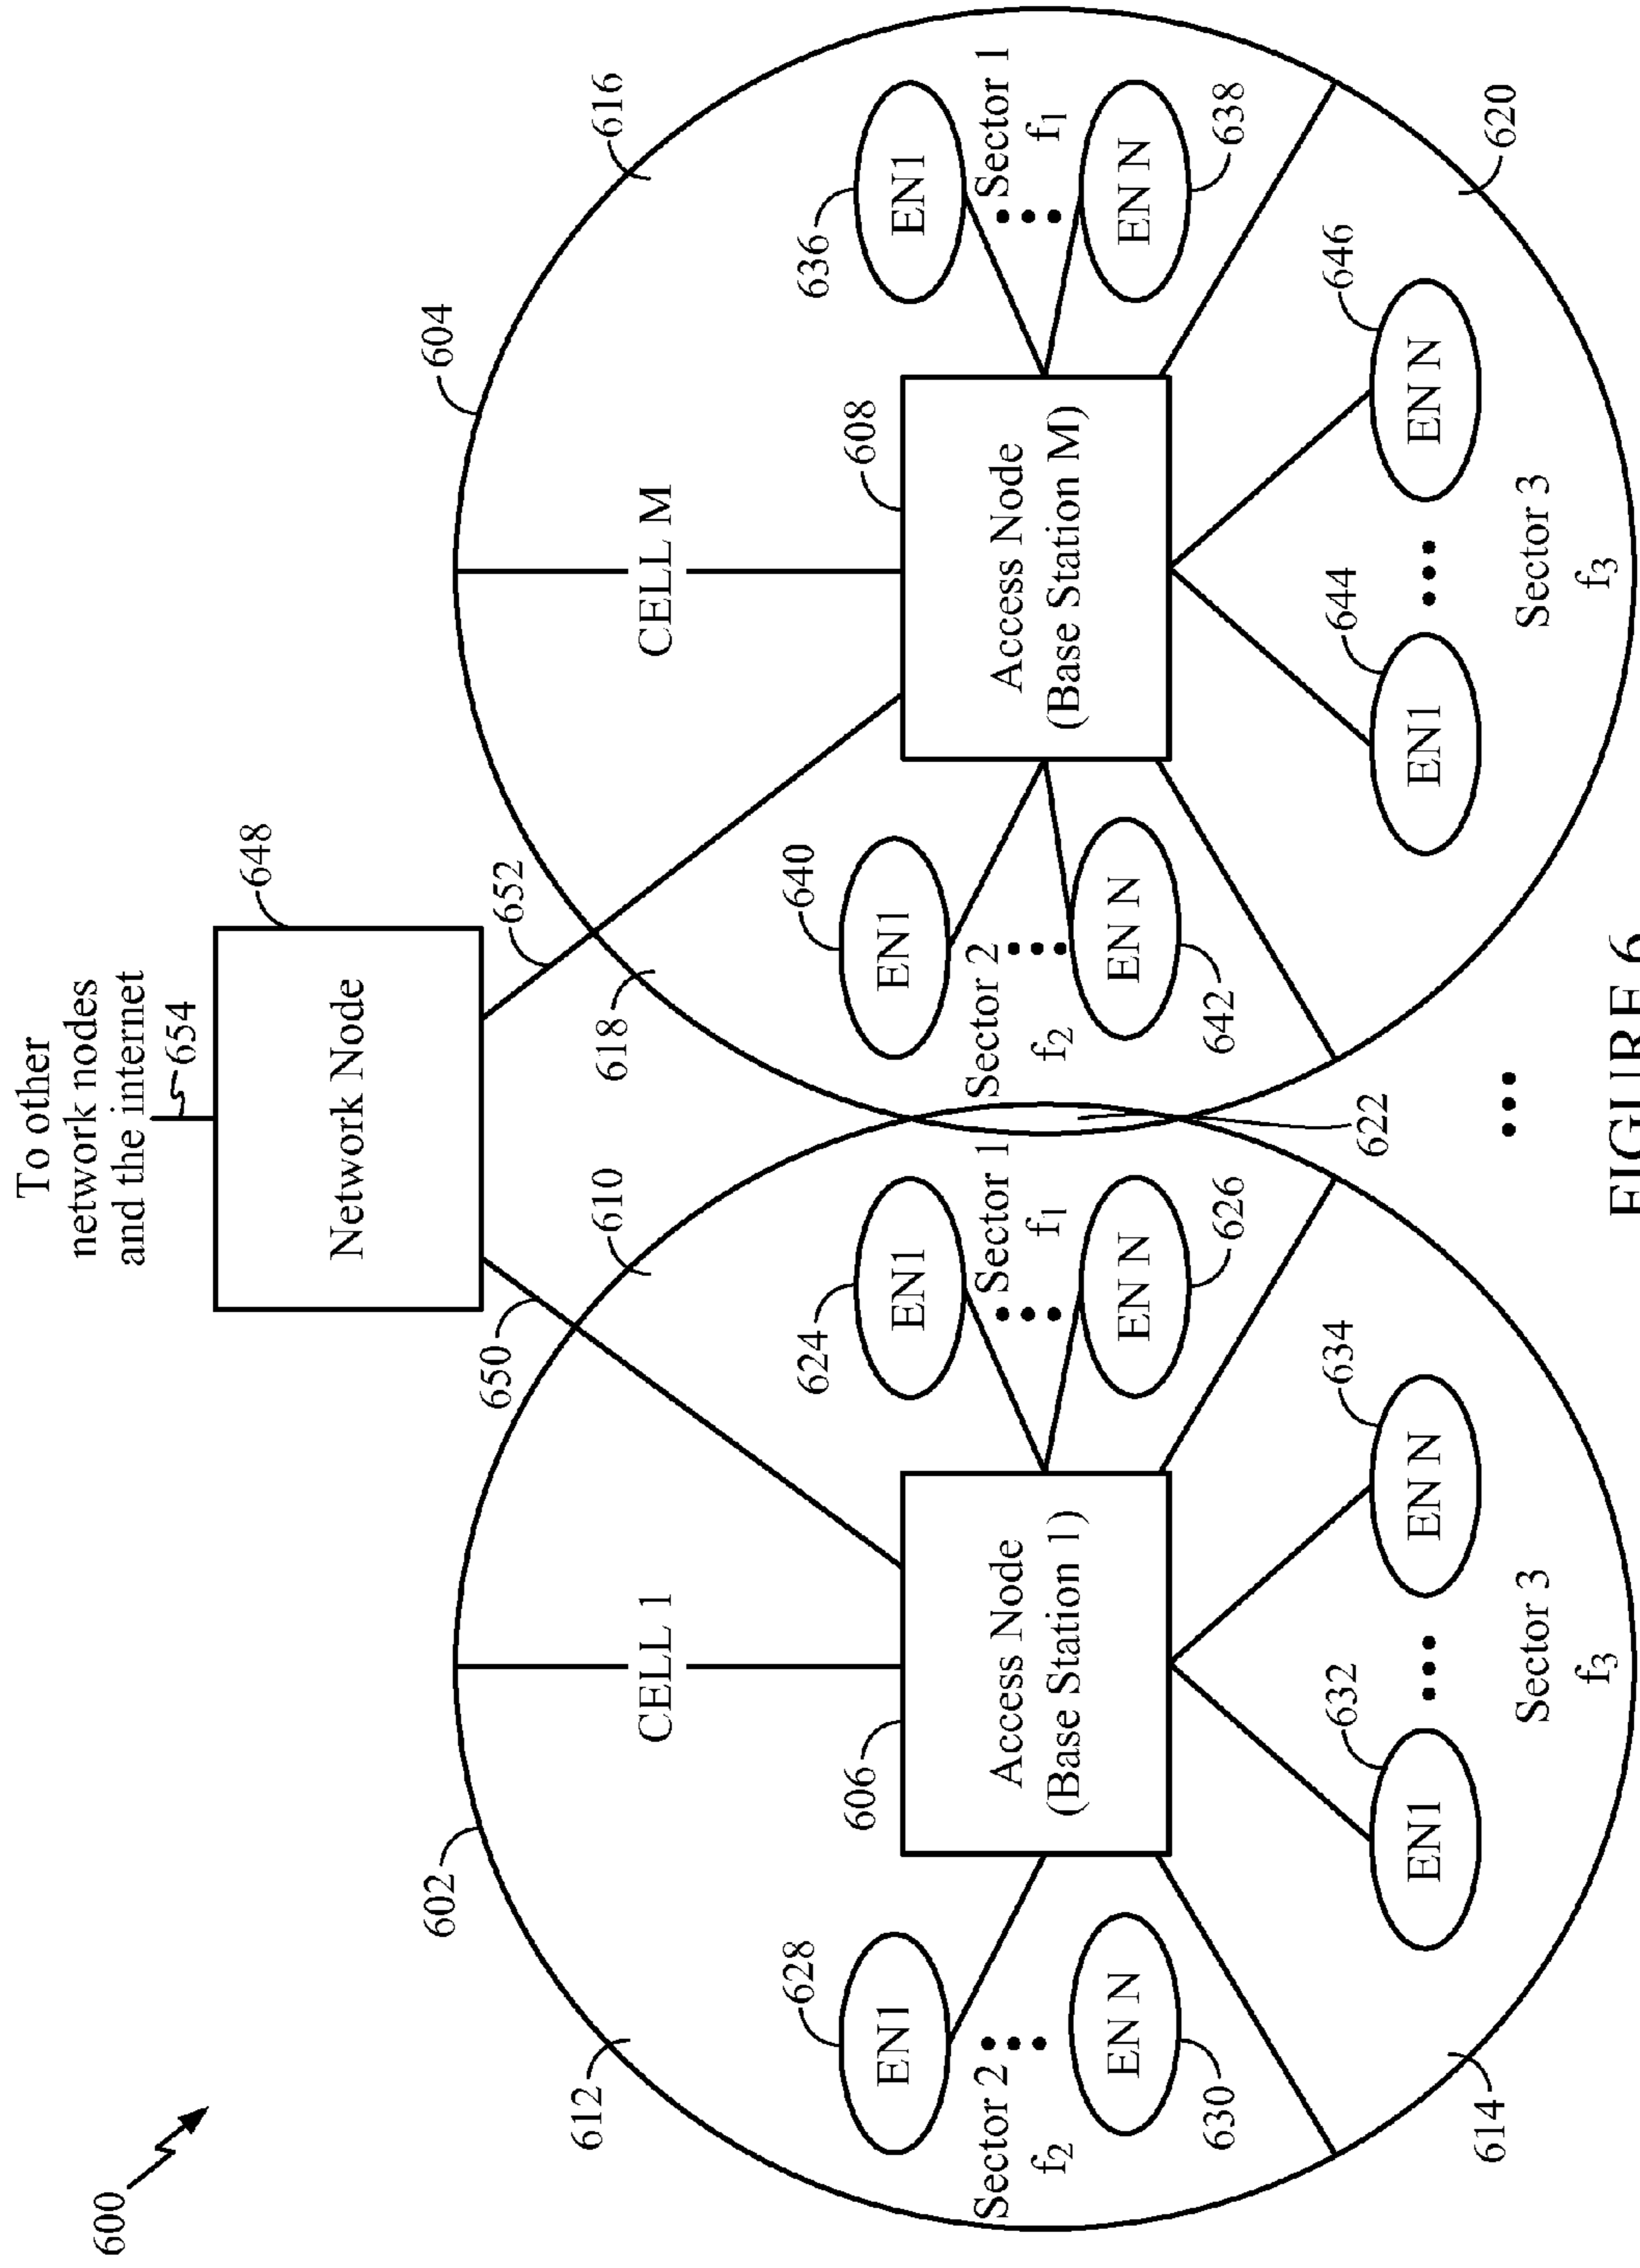 600
To other
network nodes
and the internet
654
648
Network Node
650
652
602
604
612
610
618
616
CELL 1
CELL M
606
608
Access Node
(Base Station 1)
Access Node
(Base Station M)
628
EN1
Sector 2
f2
EN N
630
624
EN1
Sector 1
f1
EN N
626
640
EN1
Sector 2
f2
EN N
642
636
EN1
Sector 1
f1
EN N
638
622
632
EN1
634
EN N
Sector 3
f3
614
644
EN1
646
EN N
Sector 3
f3
620
FIGURE 6